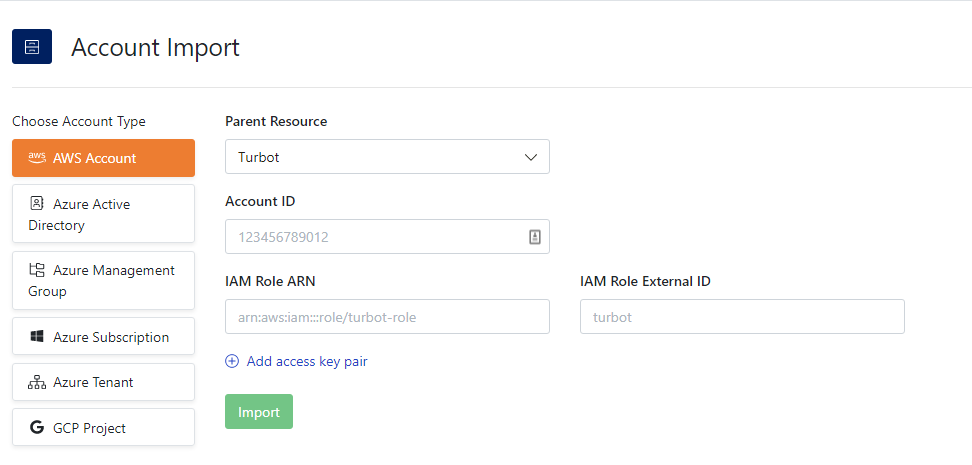 Account Import
Choose Account Type
aws AWS Account
Azure Active
Directory
Azure Management
Group
Azure Subscription
Azure Tenant
GCP Project
Parent Resource
Turbot
Account ID
123456789012
IAM Role ARN
arn:aws:iam:::role/turbot-role
IAM Role External ID
turbot
Add access key pair
Import